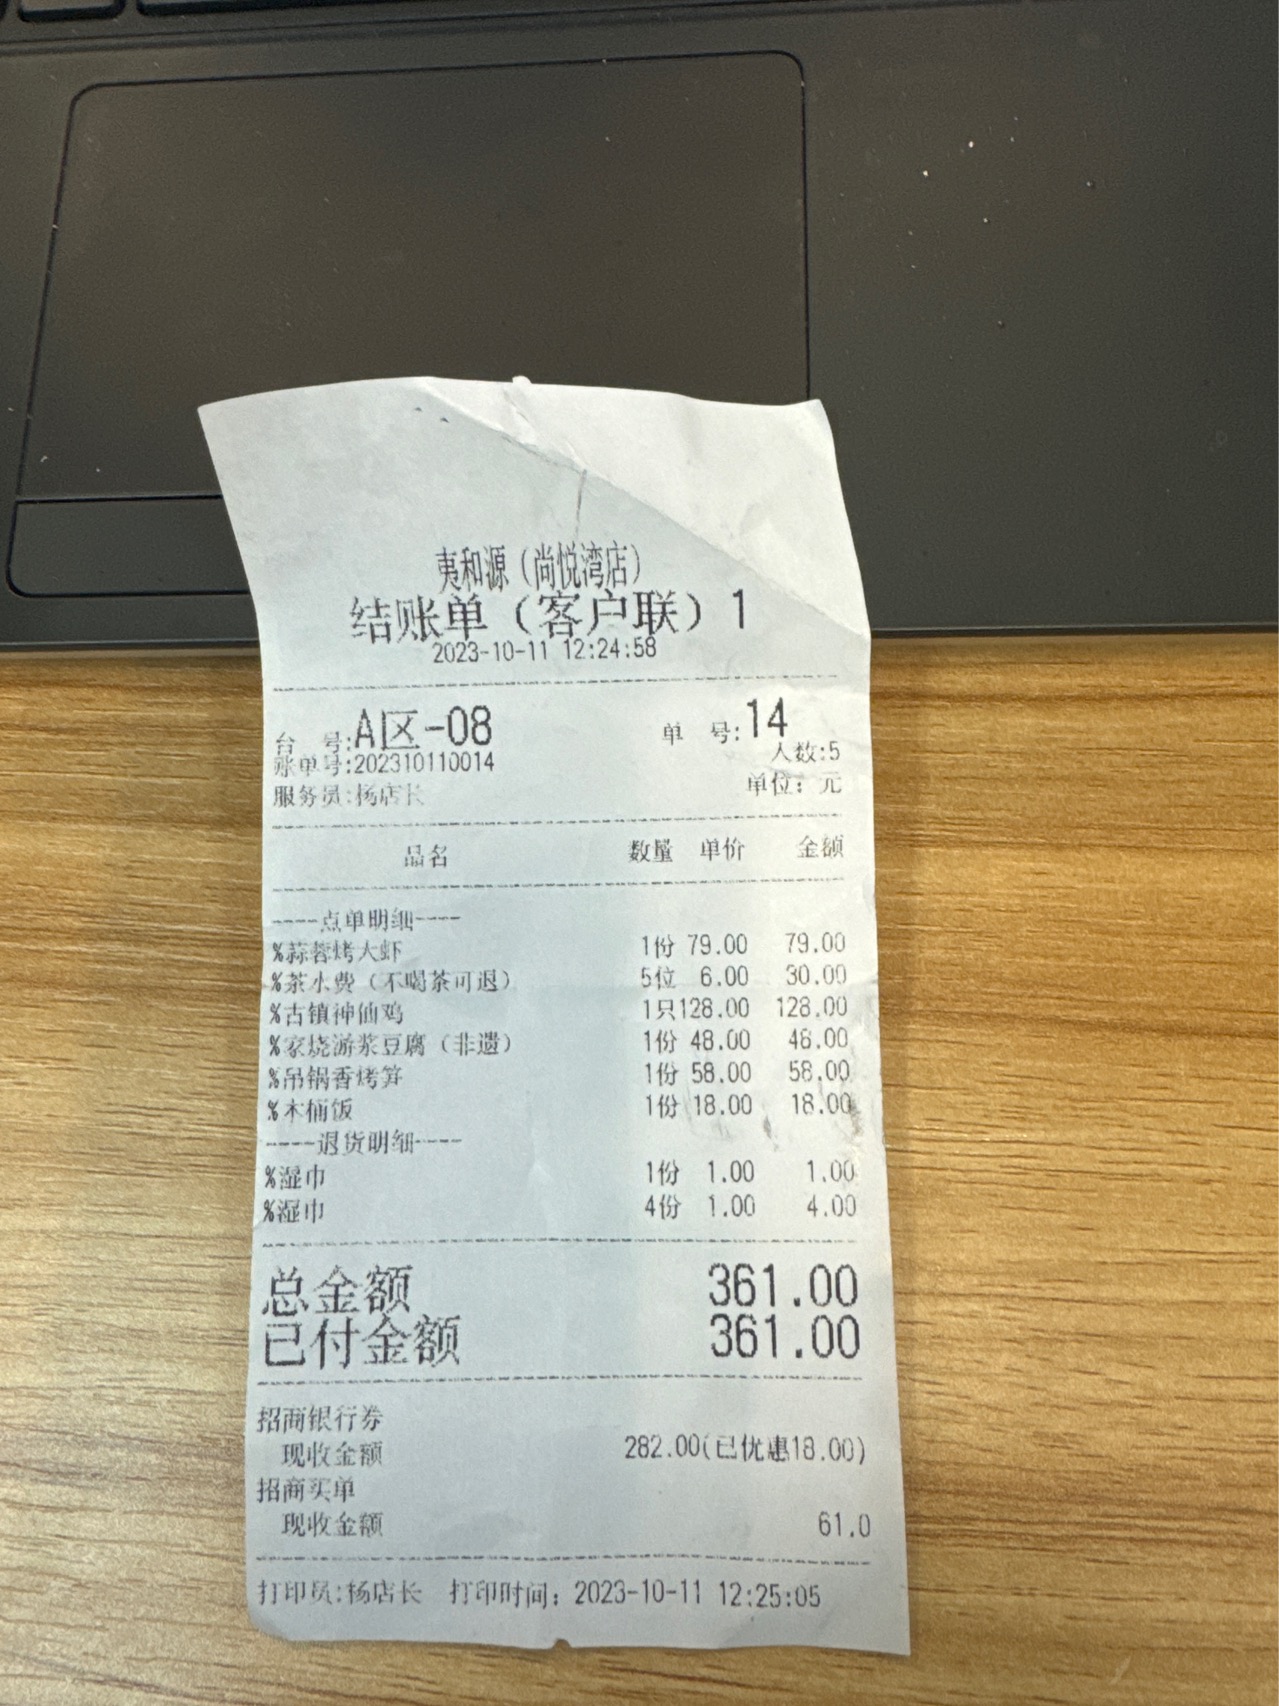 夷和源（尚悦湾店）
结账单（客户联）1
2023-10-11 12:24:58
台 号:A区-08 单 号:14
人数:5
账单号:202310110014
服务员:杨店长 单位：元
品名 数量 单价 金额
----点单明细----
%蒜蓉烤大虾 1份 79.00 79.00
%茶水费（不喝茶可退） 5位 6.00 30.00
%古镇神仙鸡 1只128.00 128.00
%家烧游浆豆腐（非遗） 1份 48.00 48.00
%吊锅香烤笋 1份 58.00 58.00
%木桶饭 1份 18.00 18.00
----退货明细----
%湿巾 1份 1.00 1.00
%湿巾 4份 1.00 4.00
总金额 361.00
已付金额 361.00
招商银行券
现收金额 282.00(已优惠18.00)
招商买单
现收金额 61.0
打印员:杨店长 打印时间：2023-10-11 12:25:05